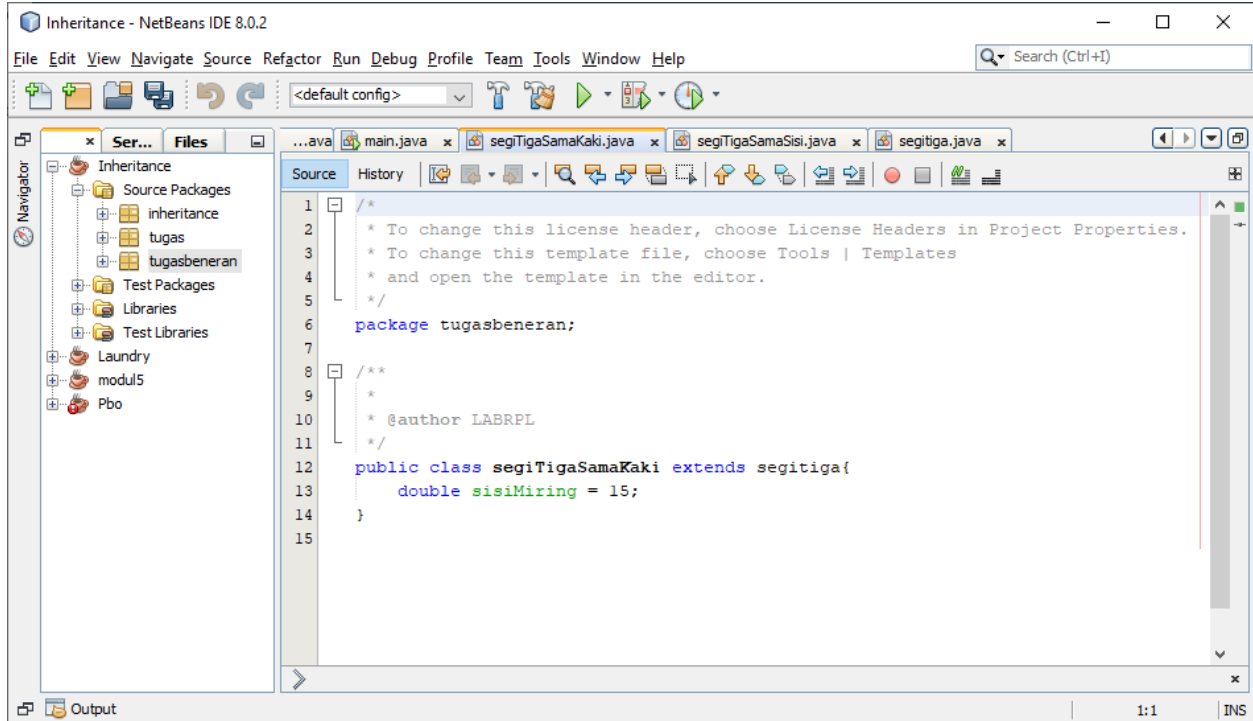 Inheritance - NetBeans IDE 8.0.2
File Edit View Navigate Source Refactor Run Debug Profile Team Tools Window Help
Search (Ctrl+I)
<default config>
Ser... Files
...ava main.java segiTigaSamaKaki.java segiTigaSamaSisi.java segitiga.java
Navigator
Inheritance
Source Packages
inheritance
tugas
tugasbeneran
Test Packages
Libraries
Test Libraries
Laundry
modul5
Pbo
Source History
1 /*
2 * To change this license header, choose License Headers in Project Properties.
3 * To change this template file, choose Tools | Templates
4 * and open the template in the editor.
5 */
6 package tugasbeneran;
7
8 /**
9 *
10 * @author LABRPL
11 */
12 public class segiTigaSamaKaki extends segitiga{
13 double sisiMiring = 15;
14 }
15
Output
1:1 INS